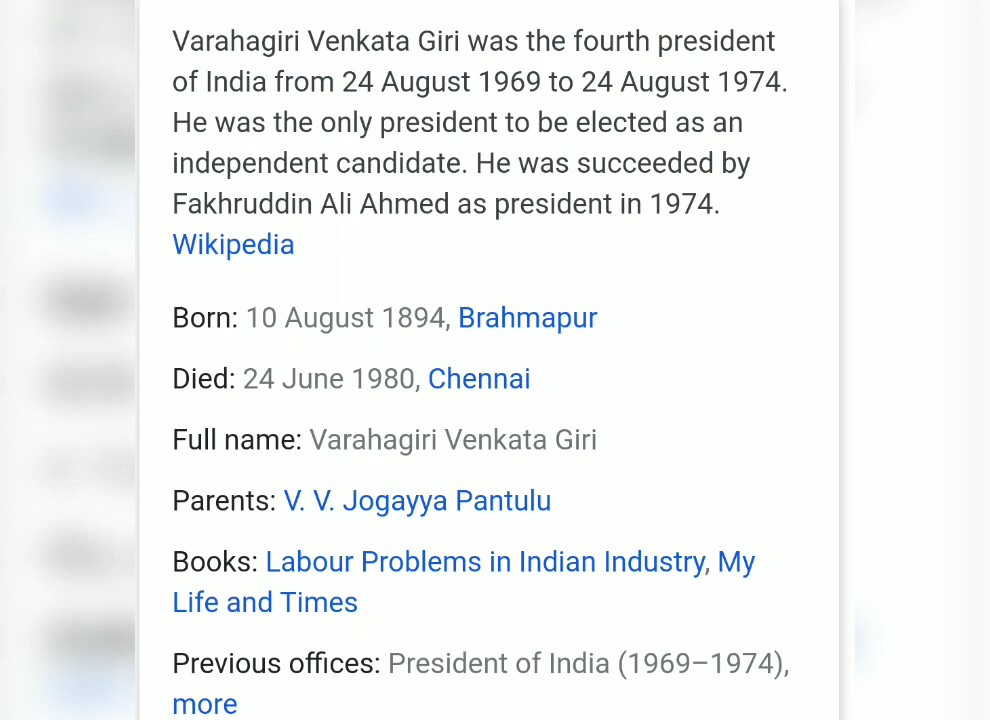 Varahagiri Venkata Giri was the fourth president
of India from 24 August 1969 to 24 August 1974.
He was the only president to be elected as an
independent candidate. He was succeeded by
Fakhruddin Ali Ahmed as president in 1974.
Wikipedia
Born: 10 August 1894, Brahmapur
Died: 24 June 1980, Chennai
Full name: Varahagiri Venkata Giri
Parents: V. V. Jogayya Pantulu
Books: Labour Problems in Indian Industry, My
Life and Times
Previous offices: President of India (1969–1974),
more